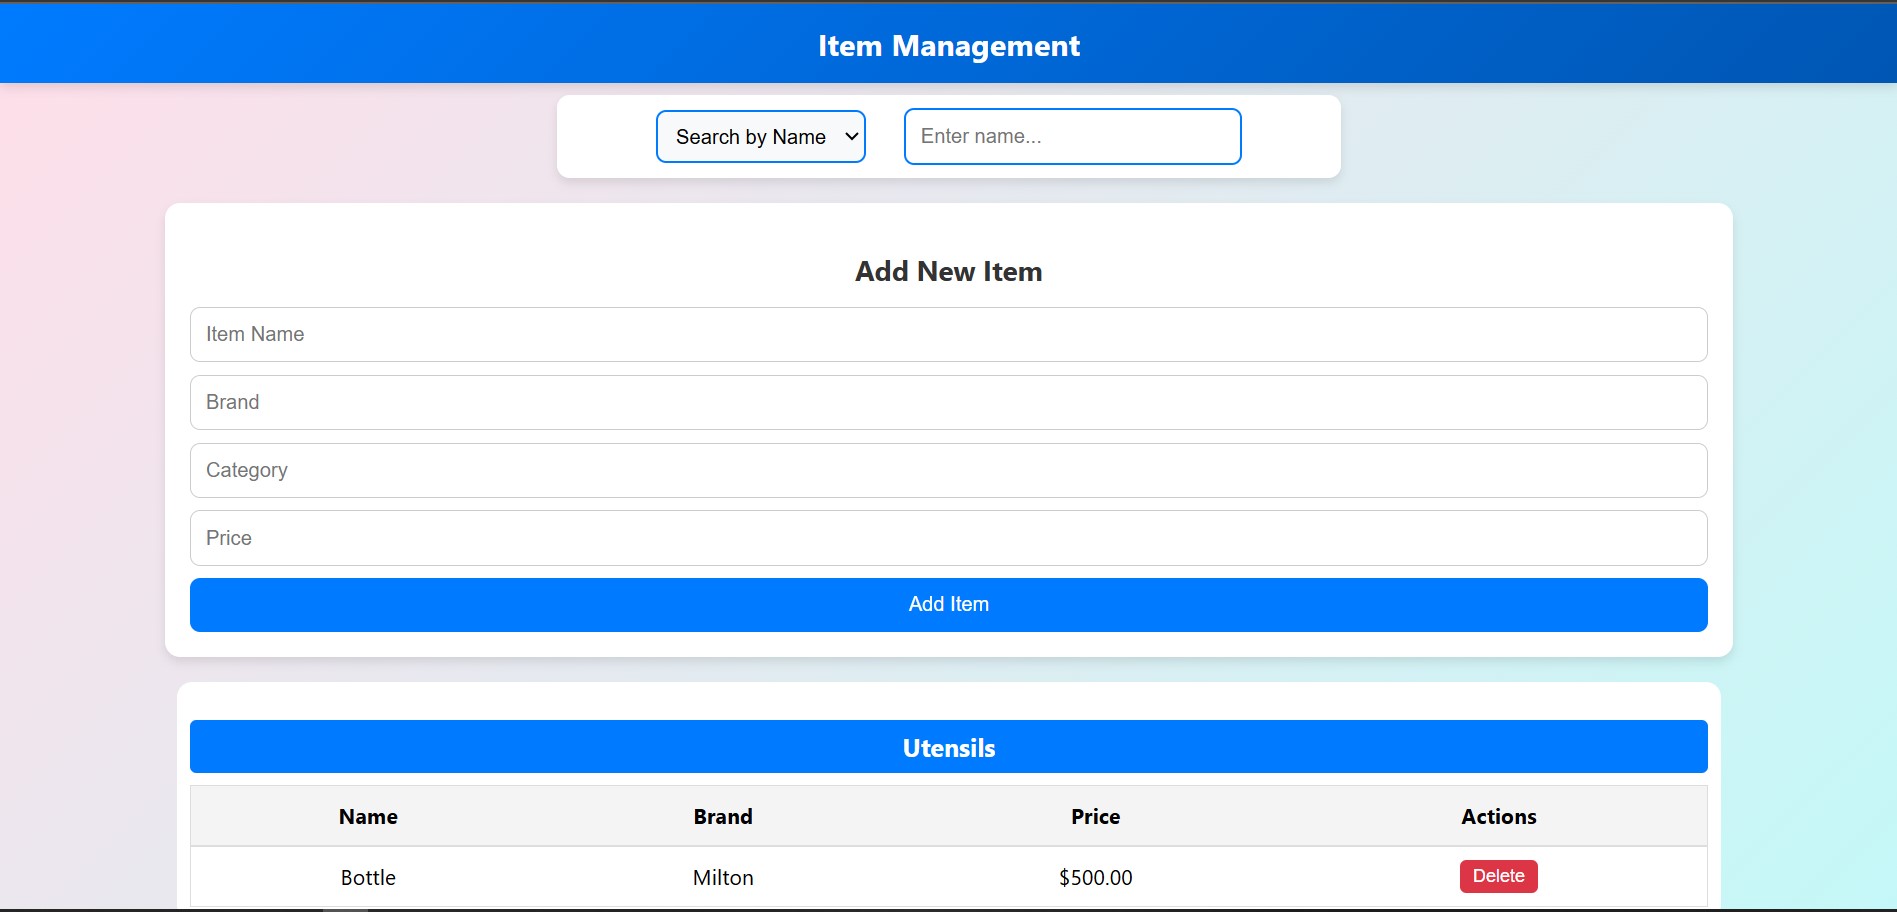 Item Management
Search by Name
Enter name...
Add New Item
Item Name
Brand
Category
Price
Add Item
Utensils
Name Brand Price Actions
Bottle Milton $500.00 Delete